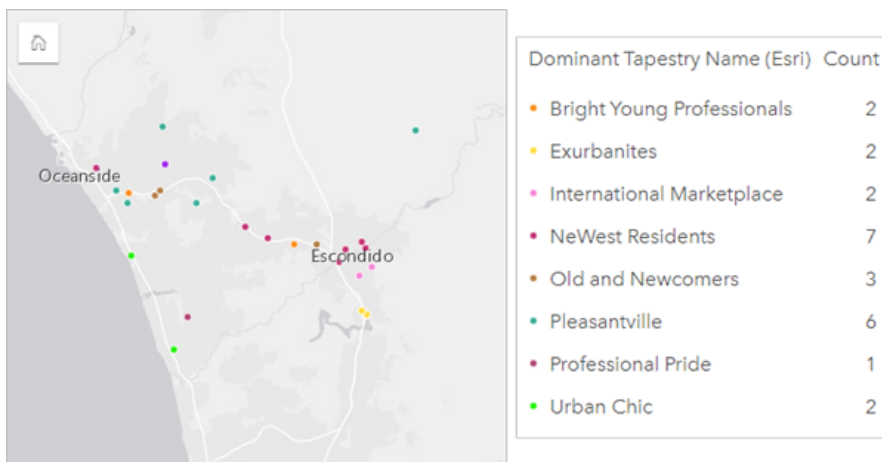 Oceanside
Escondido
Dominant Tapestry Name (Esri) Count
Bright Young Professionals 2
Exurbanites 2
International Marketplace 2
NeWest Residents 7
Old and Newcomers 3
Pleasantville 6
Professional Pride 1
Urban Chic 2